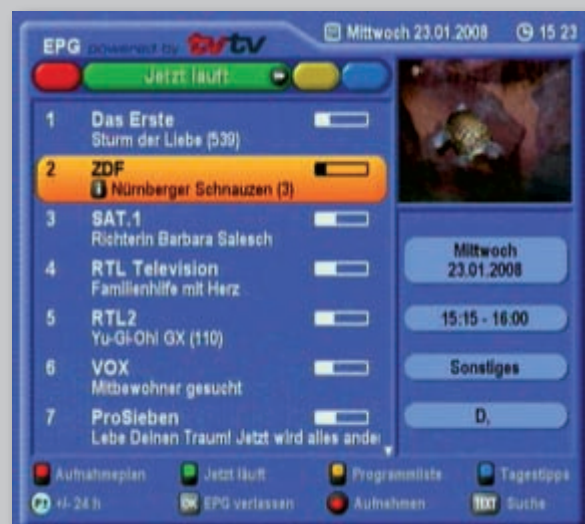 EPG powered by tvtv
Mittwoch 23.01.2008 15 23
Jetzt läuft
1 Das Erste
Sturm der Liebe (539)
2 ZDF
i Nürnberger Schnauzen (3)
3 SAT.1
Richterin Barbara Salesch
4 RTL Television
Familienhilfe mit Herz
5 RTL2
Yu-Gi-Oh! GX (110)
6 VOX
Mitbewohner gesucht
7 ProSieben
Lebe Deinen Traum! Jetzt wird alles ander
Mittwoch
23.01.2008
15:15 - 16:00
Sonstiges
D,
Aufnahmeplan Jetzt läuft Programmliste Tagestipps
+/- 24 h OK EPG verlassen Aufnehmen TEXT Suche